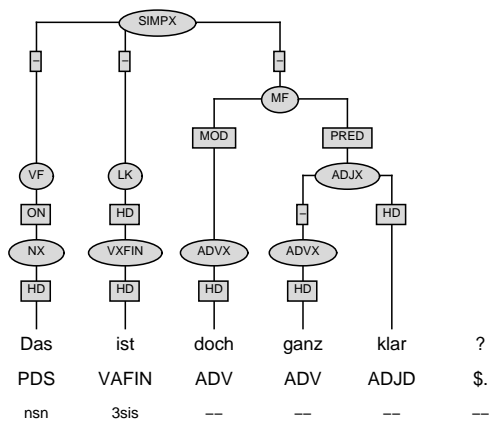 SIMPX
– – –
MF
MOD PRED
VF LK ADJX
ON HD – HD
NX VXFIN ADVX ADVX
HD HD HD HD
Das ist doch ganz klar ?
PDS VAFIN ADV ADV ADJD $.
nsn 3sis –– –– –– ––